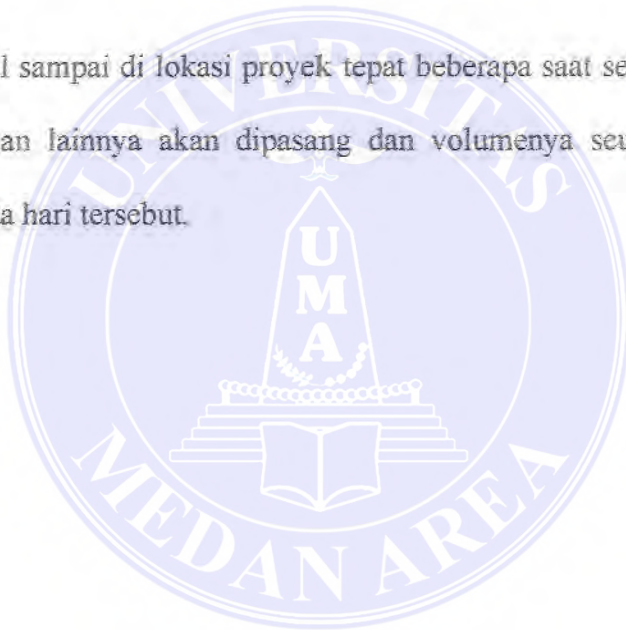 l sampai di lokasi proyek tepat beberapa saat se
an lainnya akan dipasang dan volumenya seu
a hari tersebut.
UNIVERSITAS
UMA
MEDAN AREA